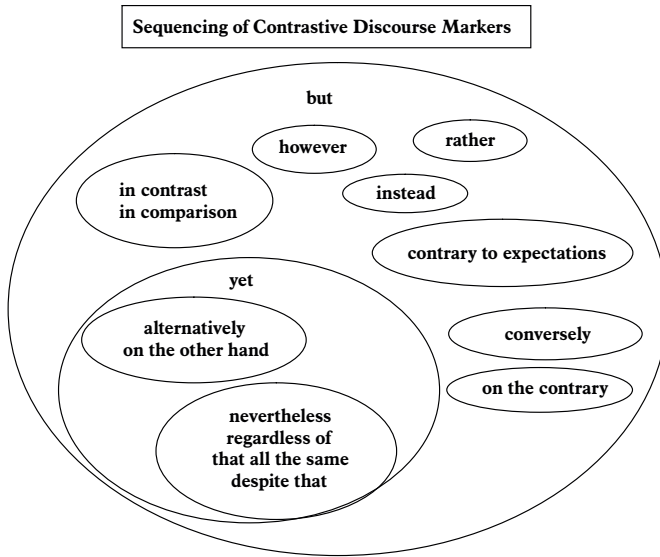 Sequencing of Contrastive Discourse Markers
but
however
rather
in contrast
in comparison
instead
contrary to expectations
yet
alternatively
on the other hand
conversely
on the contrary
nevertheless
regardless of
that all the same
despite that